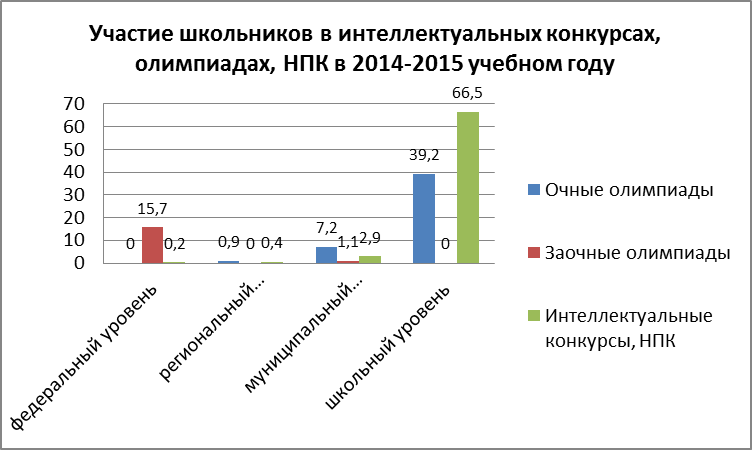 Участие школьников в интеллектуальных конкурсах,
олимпиадах, НПК в 2014-2015 учебном году
70
60
50
40
30
20
10
0
0
15,7
0,2
0,9
0
0,4
7,2
1,1
2,9
39,2
0
66,5
федеральный уровень
региональный...
муниципальный...
школьный уровень
Очные олимпиады
Заочные олимпиады
Интеллектуальные
конкурсы, НПК